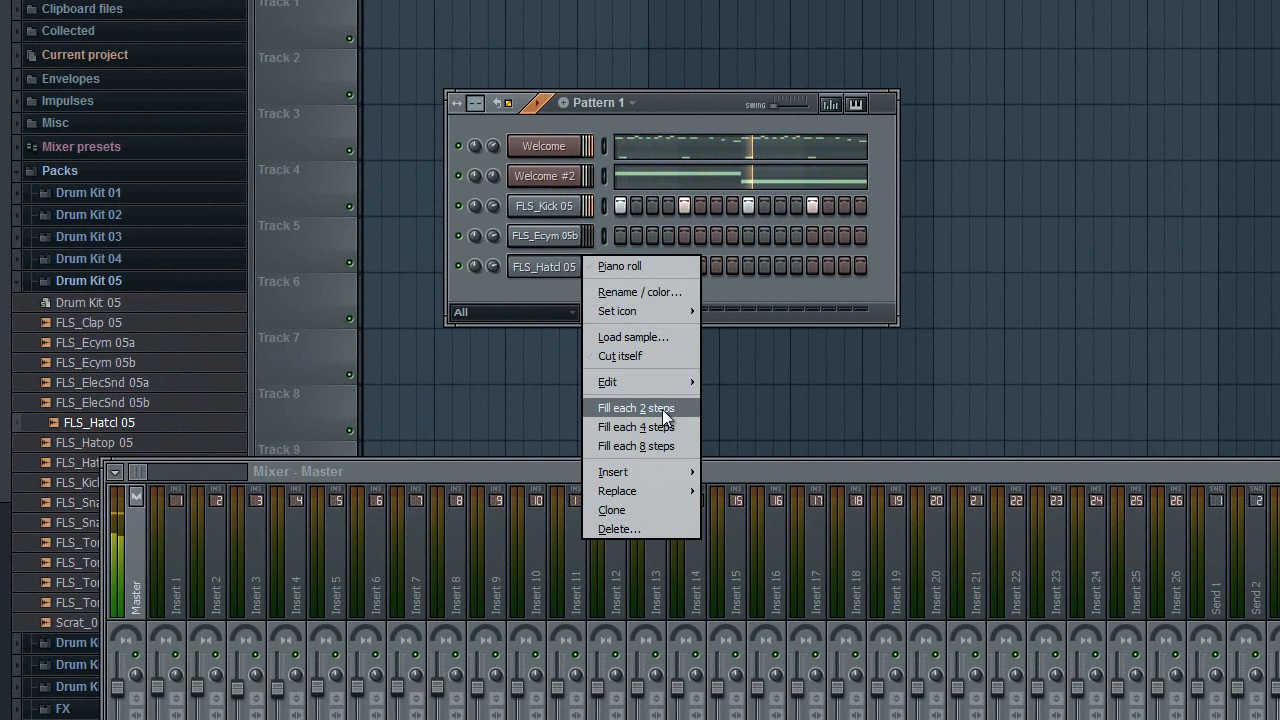 Clipboard files
Collected
Current project
Envelopes
Impulses
Misc
Mixer presets
Packs
Drum Kit 01
Drum Kit 02
Drum Kit 03
Drum Kit 04
Drum Kit 05
Drum Kit 05
FLS_Clap 05
FLS_Ecym 05a
FLS_Ecym 05b
FLS_ElecSnd 05a
FLS_ElecSnd 05b
FLS_Hatcl 05
FLS_Hatop 05
FLS_Hat
FLS_Kic
FLS_Sna
FLS_Sna
FLS_To
FLS_To
FLS_To
Scrat_0
Drum K
Drum K
Drum K
FX
Track 1
Track 2
Track 3
Track 4
Track 5
Track 6
Track 7
Track 8
Track 9
Pattern 1
SWING
Welcome
Welcome #2
FLS_Kick 05
FLS_Ecym 05b
FLS_Hatcl 05
All
Piano roll
Rename / color...
Set icon
Load sample...
Cut itself
Edit
Fill each 2 steps
Fill each 4 steps
Fill each 8 steps
Insert
Replace
Clone
Delete...
Mixer - Master
Master
Insert 1
Insert 2
Insert 3
Insert 4
Insert 5
Insert 6
Insert 7
Insert 8
Insert 9
Insert 10
Insert 11
Insert 12
Insert 13
Insert 14
Insert 15
Insert 16
Insert 17
Insert 18
Insert 19
Insert 20
Insert 21
Insert 22
Insert 23
Insert 24
Insert 25
Insert 26
Send 1
Send 2